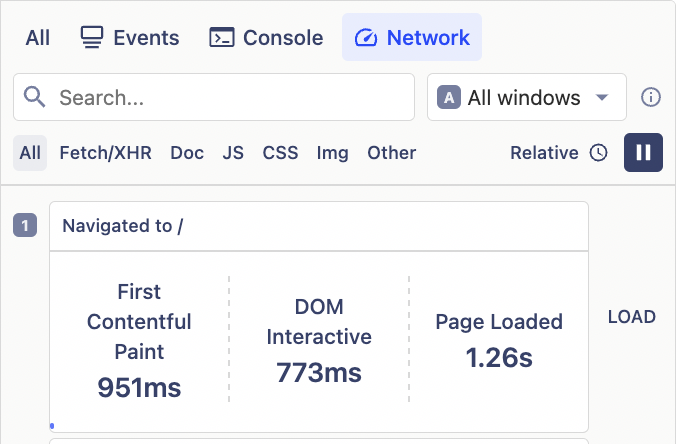 All Events Console Network
Search... A All windows
All Fetch/XHR Doc JS CSS Img Other Relative
1 Navigated to /
First
Contentful
Paint
951ms
DOM
Interactive
773ms
Page Loaded
1.26s
LOAD